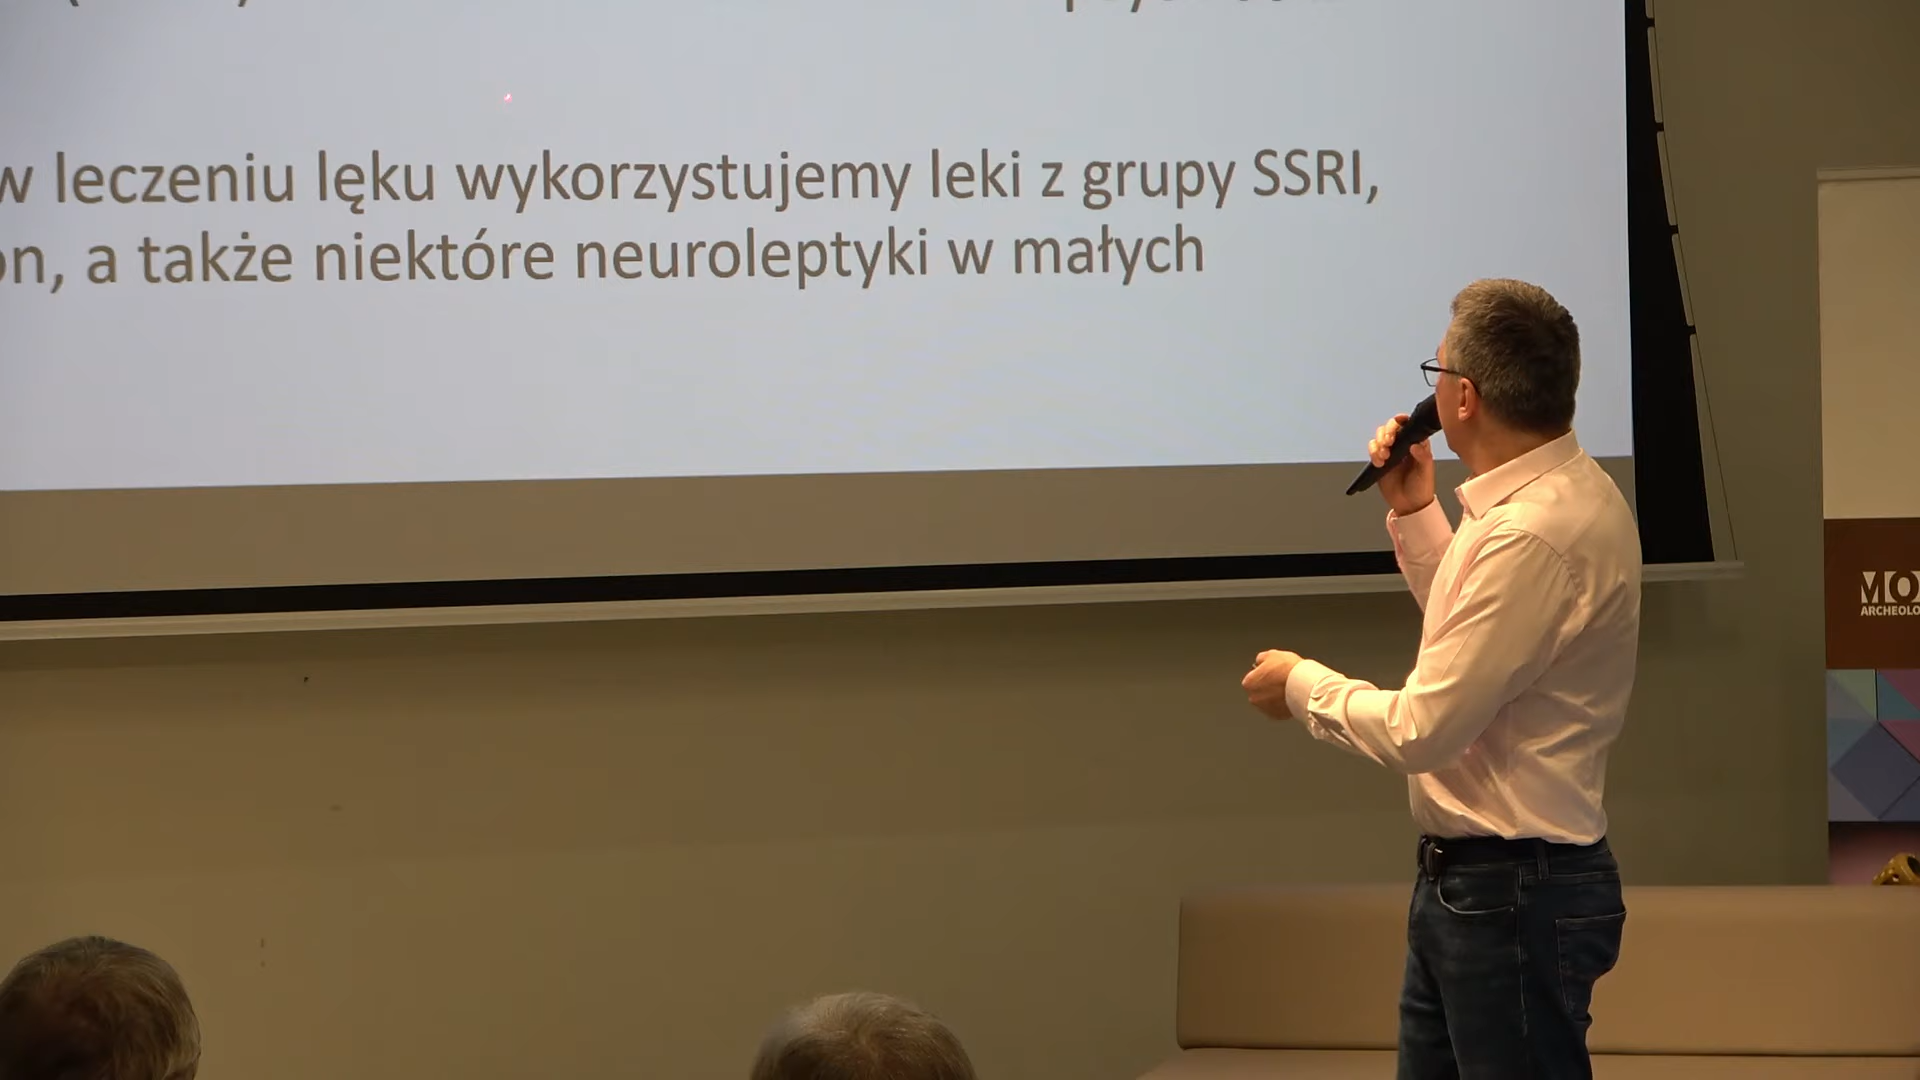 w leczeniu lęku wykorzystujemy leki z grupy SSRI,
on, a także niektóre neuroleptyki w małych
MO
ARCHEOLO